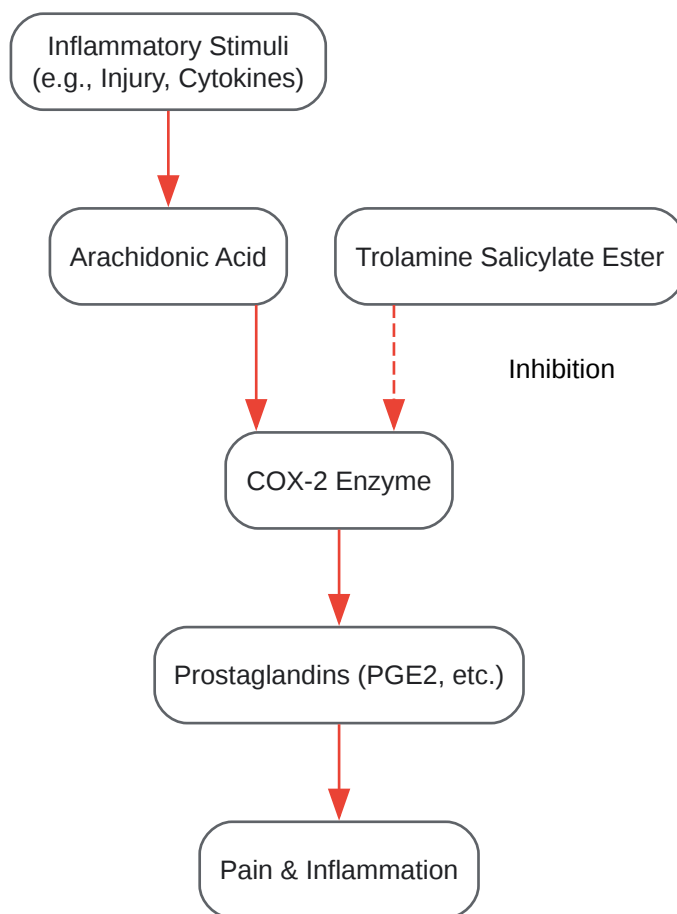 Inflammatory Stimuli
(e.g., Injury, Cytokines)
Arachidonic Acid
Trolamine Salicylate Ester
Inhibition
COX-2 Enzyme
Prostaglandins (PGE2, etc.)
Pain & Inflammation